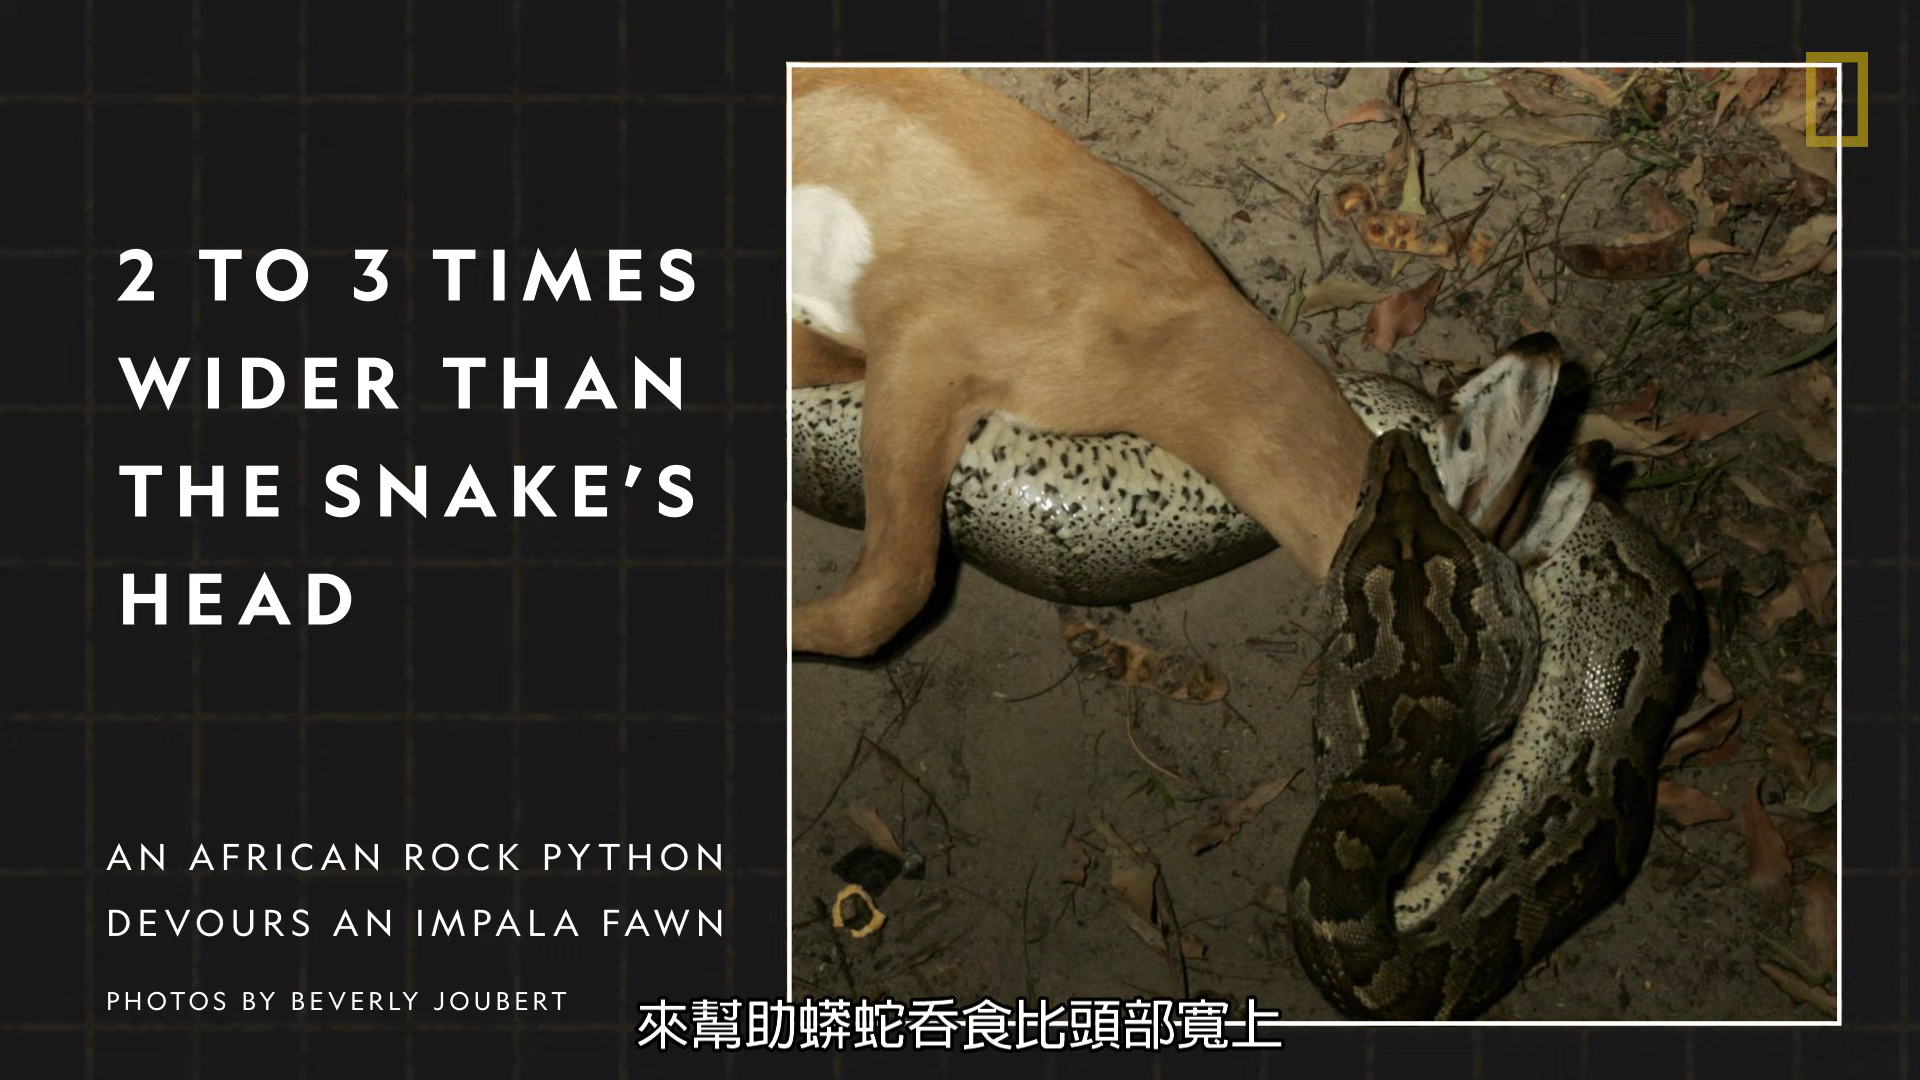 2 TO 3 TIMES
WIDER THAN
THE SNAKE’S
HEAD
AN AFRICAN ROCK PYTHON
DEVOURS AN IMPALA FAWN
PHOTOS BY BEVERLY JOUBERT
來幫助蟒蛇吞食比頭部寬上